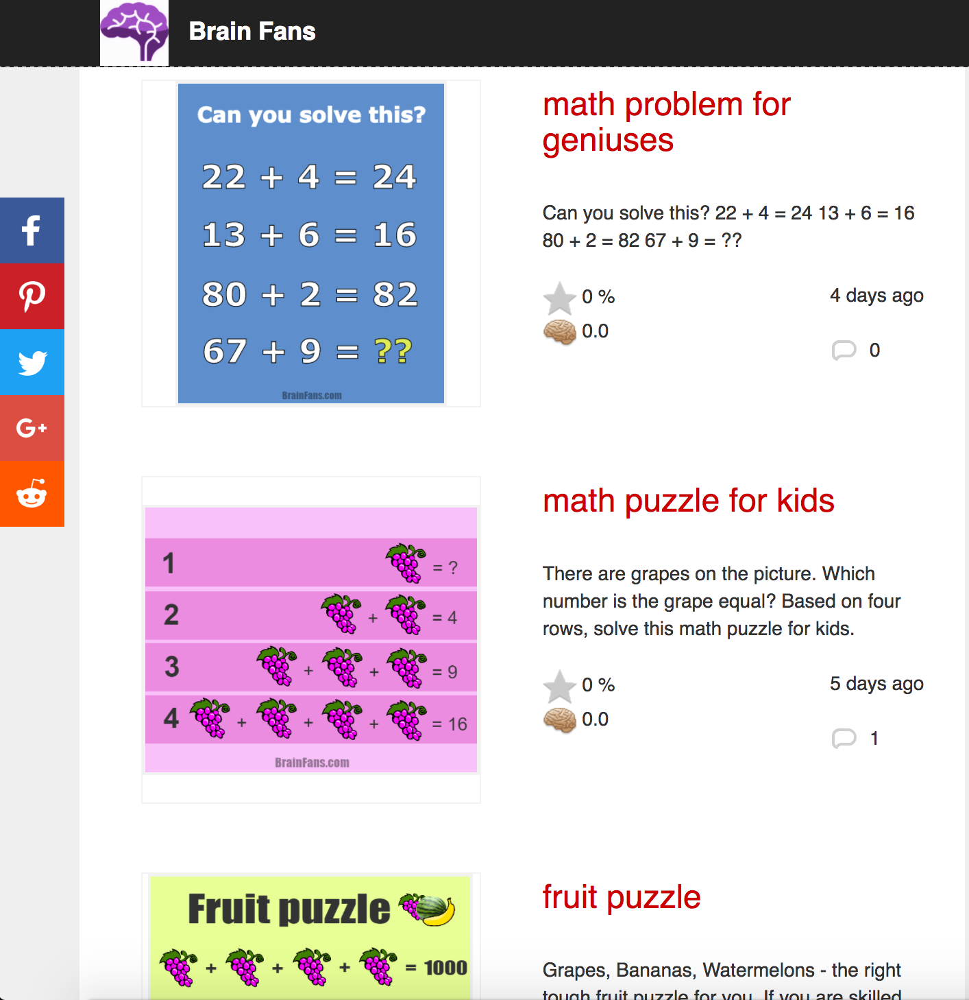 Brain Fans
Can you solve this?
22 + 4 = 24
13 + 6 = 16
80 + 2 = 82
67 + 9 = ??
BrainFans.com
math problem for
geniuses
Can you solve this? 22 + 4 = 24 13 + 6 = 16
80 + 2 = 82 67 + 9 = ??
0 %
4 days ago
0.0
0
1 = ?
2 + = 4
3 + + = 9
4 + + + = 16
BrainFans.com
math puzzle for kids
There are grapes on the picture. Which
number is the grape equal? Based on four
rows, solve this math puzzle for kids.
0 %
5 days ago
0.0
1
Fruit puzzle
+ + + = 1000
fruit puzzle
Grapes, Bananas, Watermelons - the right
tough fruit puzzle for you. If you are skilled